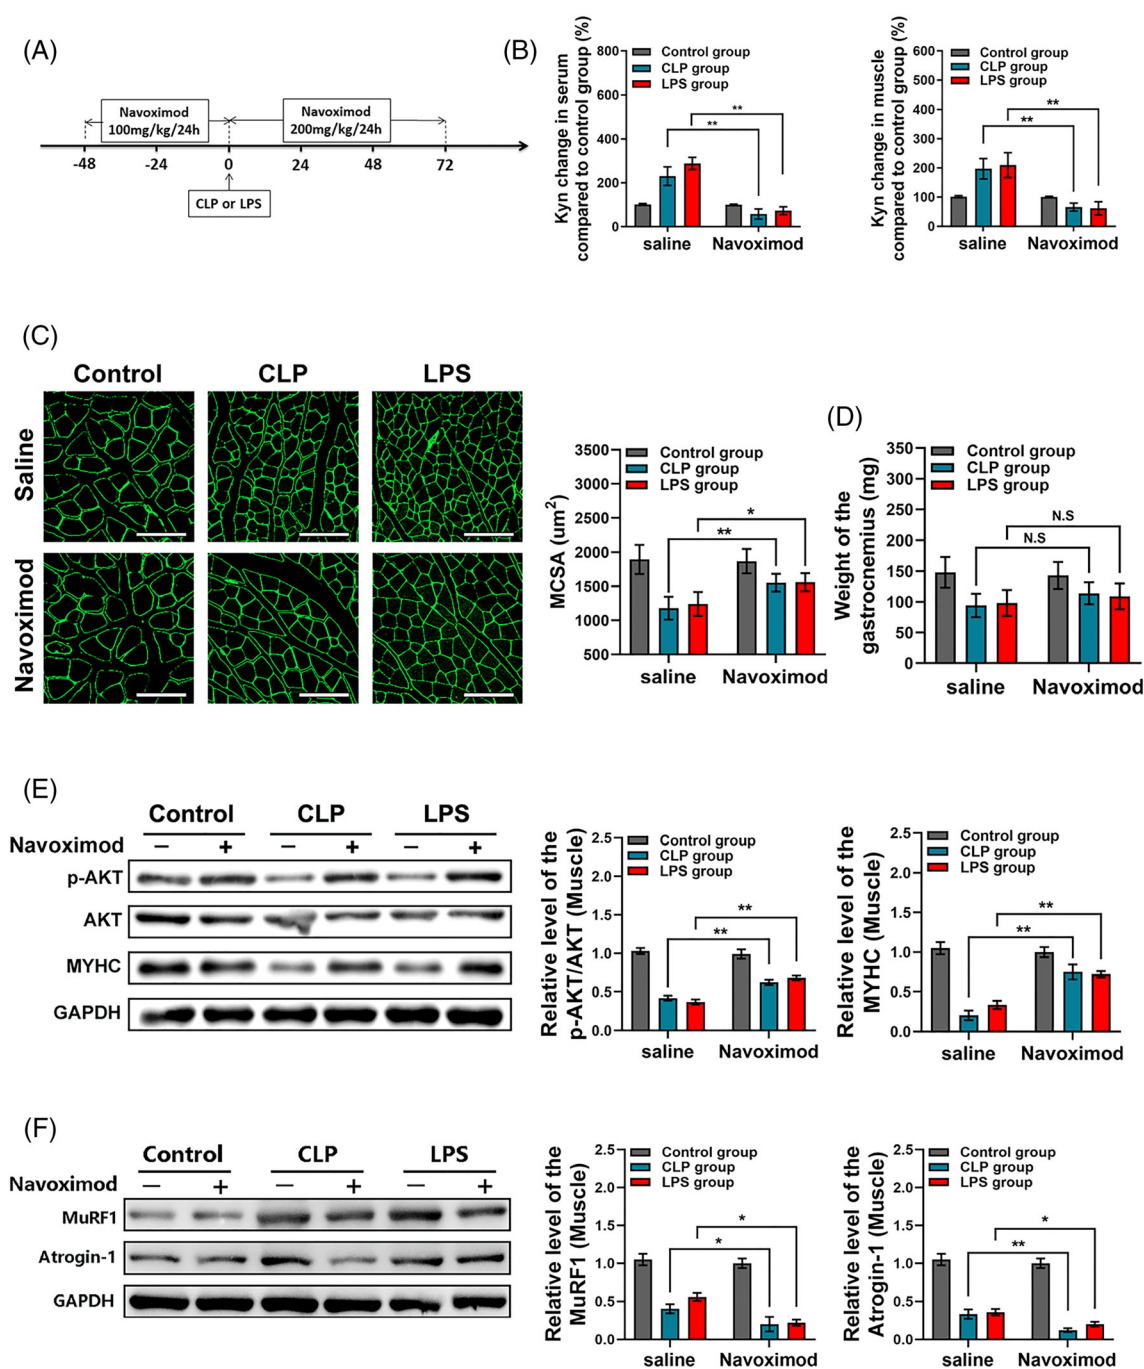 (A)
Navoximod
100mg/kg/24h
Navoximod
200mg/kg/24h
-48
-24
0
24
48
72
CLP or LPS
(B)
Kyn change in serum
compared to control group (%)
800
600
400
200
0
Control group
CLP group
LPS group
**
**
saline
Navoximod
Kyn change in muscle
compared to control group (%)
600
500
400
300
200
100
0
Control group
CLP group
LPS group
**
**
saline
Navoximod
(C)
Control
CLP
LPS
Saline
Navoximod
MCSA (um²)
3500
3000
2500
2000
1500
1000
500
Control group
CLP group
LPS group
*
**
saline
Navoximod
(D)
Weight of the
gastrocnemius (mg)
350
300
250
200
150
100
50
0
Control group
CLP group
LPS group
N.S
N.S
saline
Navoximod
(E)
Control
CLP
LPS
Navoximod
− + − + − +
p-AKT
AKT
MYHC
GAPDH
Relative level of the
p-AKT/AKT (Muscle)
2.5
2.0
1.5
1.0
0.5
0.0
Control group
CLP group
LPS group
**
**
saline
Navoximod
Relative level of the
MYHC (Muscle)
2.5
2.0
1.5
1.0
0.5
0.0
Control group
CLP group
LPS group
**
**
saline
Navoximod
(F)
Control
CLP
LPS
Navoximod
− + − + − +
MuRF1
Atrogin-1
GAPDH
Relative level of the
MuRF1 (Muscle)
2.5
2.0
1.5
1.0
0.5
0.0
Control group
CLP group
LPS group
*
*
saline
Navoximod
Relative level of the
Atrogin-1 (Muscle)
2.5
2.0
1.5
1.0
0.5
0.0
Control group
CLP group
LPS group
*
**
saline
Navoximod